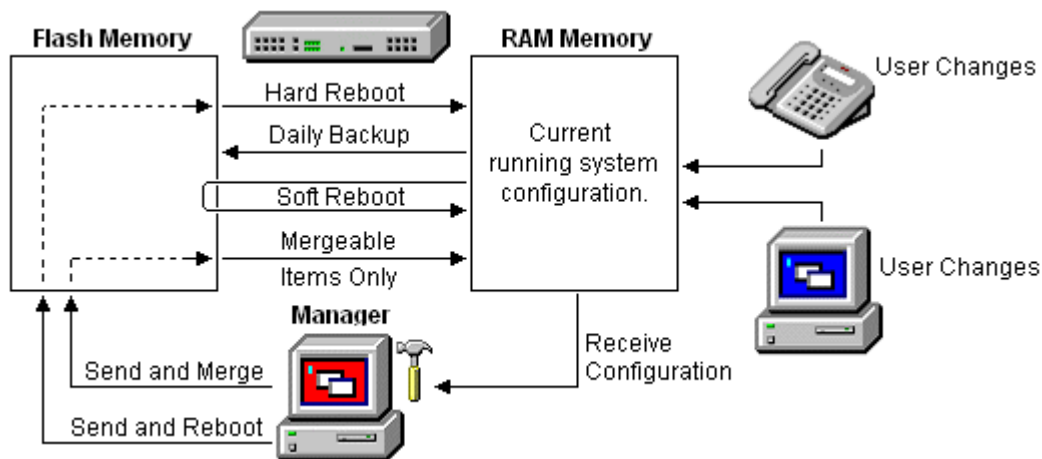 Flash Memory
RAM Memory
User Changes
Hard Reboot
Daily Backup
Current
running system
configuration.
Soft Reboot
Mergeable
Items Only
User Changes
Manager
Receive
Configuration
Send and Merge
Send and Reboot